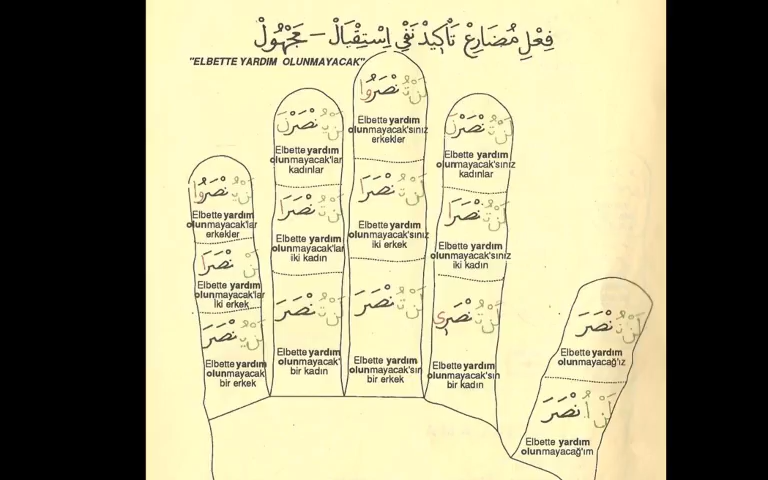 فِعْلِ مُضَارِعْ تَأْكِيدْ نَفْيِ اِسْتِقْبَالْ - مَجْهُولْ
"ELBETTE YARDIM OLUNMAYACAK"
لَنْ يُنْصَرُوا
Elbette yardım
olunmayacak'lar
erkekler
لَنْ يُنْصَرَا
Elbette yardım
olunmayacak'lar
iki erkek
لَنْ يُنْصَرَ
Elbette yardım
olunmayacak
bir erkek
لَنْ يُنْصَرْنَ
Elbette yardım
olunmayacak'lar
kadınlar
لَنْ تُنْصَرَا
Elbette yardım
olunmayacak'lar
iki kadın
لَنْ تُنْصَرَ
Elbette yardım
olunmayacak'
bir kadın
لَنْ تُنْصَرُوا
Elbette yardım
olunmayacak'sınız
erkekler
لَنْ تُنْصَرَا
Elbette yardım
olunmayacak'sınız
iki erkek
لَنْ تُنْصَرَ
Elbette yardım
olunmayacak'sın
bir erkek
لَنْ تُنْصَرْنَ
Elbette yardım
olunmayacak'sınız
kadınlar
لَنْ تُنْصَرَا
Elbette yardım
olunmayacak'sınız
iki kadın
لَنْ تُنْصَرِي
Elbette yardım
olunmayacak'sın
bir kadın
لَنْ نُنْصَرَ
Elbette yardım
olunmayacağ'ız
لَنْ اُنْصَرَ
Elbette yardım
olunmayacağ'ım